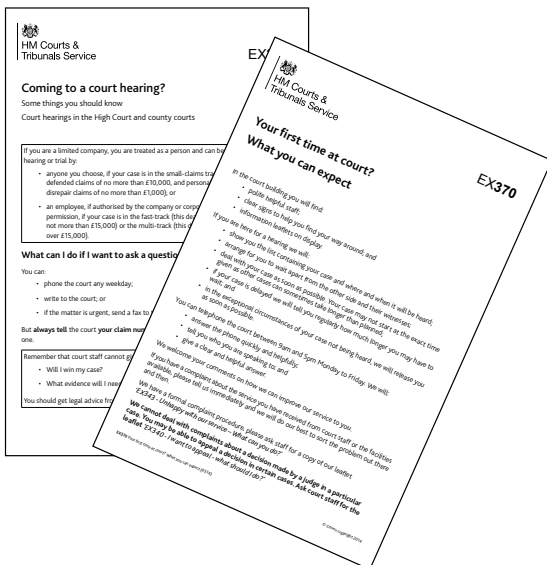 HM Courts &
Tribunals Service
EX
Coming to a court hearing?
Some things you should know
Court hearings in the High Court and county courts
If you are a limited company, you are treated as a person and can be
hearing or trial by:
• anyone you choose, if your case is in the small-claims tra
defended claims of no more than £10,000, and persona
disrepair claims of no more than £1,000); or
• an employee, if authorised by the company or corpo
permission, if your case is in the fast-track (this dea
not more than £15,000) or the multi-track (this d
over £15,000).
What can I do if I want to ask a questio
You can:
• phone the court any weekday;
• write to the court; or
• if the matter is urgent, send a fax to
But always tell the court your claim num
one.
Remember that court staff cannot gi
• Will I win my case?
• What evidence will I nee
You should get legal advice fro
HM Courts &
Tribunals Service
EX370
Your first time at court?
What you can expect
In the court building you will find:
• polite helpful staff;
• clear signs to help you find your way around; and
• information leaflets on display
If you are here for a hearing we will:
• show you the list containing your case and where and when it will be heard;
• arrange for you to wait apart from the other side and their witnesses;
• deal with your case as soon as possible. Your case may not start at the exact time
given as other cases can sometimes take longer than planned;
• if your case is delayed we will tell you regularly how much longer you may have to
wait; and
• in the exceptional circumstances of your case not being heard, we will release you
as soon as possible.
You can telephone the court between 9am and 5pm Monday to Friday. We will:
• answer the phone quickly and helpfully;
• tell you who you are speaking to; and
• give a clear and helpful answer
We welcome your comments on how we can improve our service to you.
If you have a complaint about the service you have received from Court staff or the facilities
available, please tell us immediately and we will do our best to sort the problem out there
and then.
We have a formal complaint procedure, please ask staff for a copy of our leaflet
'EX343 - Unhappy with our service – What can you do?'
We cannot deal with complaints about a decision made by a judge in a particular
case. You may be able to appeal a decision in certain cases. Ask court staff for the
leaflet 'EX340 - I want to appeal - what should I do?'
EX370 Your first time at court? What you can expect
© Crown copyright 2014